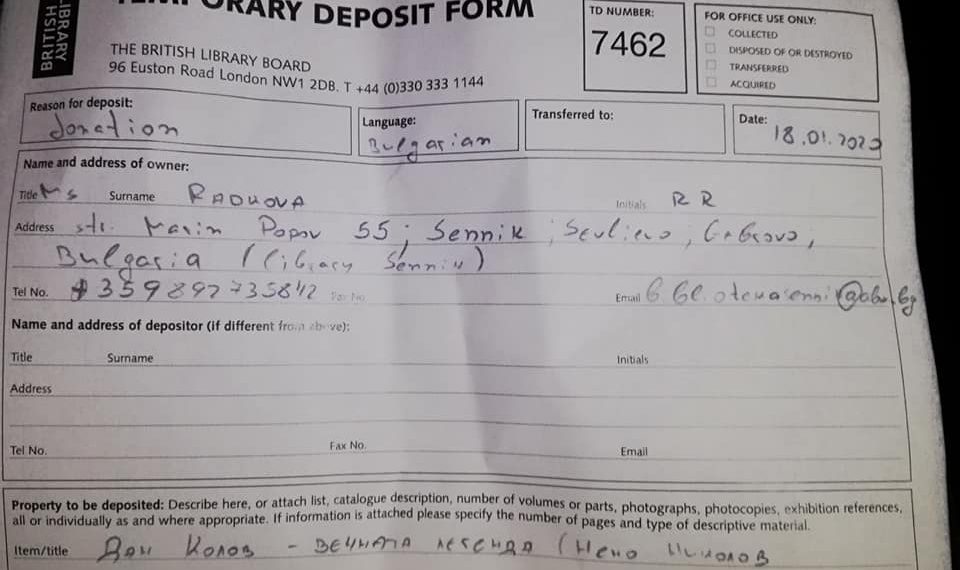 BRITISH LIBRARY
TEMPORARY DEPOSIT FORM
THE BRITISH LIBRARY BOARD
96 Euston Road London NW1 2DB. T +44 (0)330 333 1144
TD NUMBER:
7462
FOR OFFICE USE ONLY:
COLLECTED
DISPOSED OF OR DESTROYED
TRANSFERRED
ACQUIRED
Reason for deposit:
donation
Language:
Bulgarian
Transferred to:
Date:
18.01.2020
Name and address of owner:
Title Ms Surname RADKOVA Initials R R
Address str. Marin Popov 55; Sennik; Sevlievo; Gabrovo,
Bulgaria (library Sennik)
Tel No. +359897735842 Fax No. Email
Name and address of depositor (if different from above):
Title Surname Initials
Address
Tel No. Fax No. Email
Property to be deposited: Describe here, or attach list, catalogue description, number of volumes or parts, photographs, photocopies, exhibition references,
all or individually as and where appropriate. If information is attached please specify the number of pages and type of descriptive material.
Item/title Дан Колов - вечната легенда (Нено